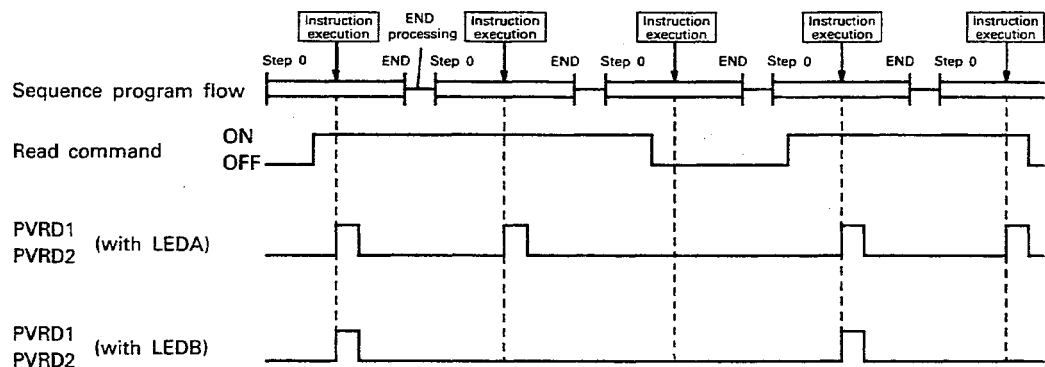 Instruction execution
END processing
Instruction execution
Instruction execution
Instruction execution
Instruction execution
Step 0 END Step 0 END Step 0 END Step 0 END Step 0
Sequence program flow
Read command ON OFF
PVRD1 PVRD2 (with LEDA)
PVRD1 PVRD2 (with LEDB)